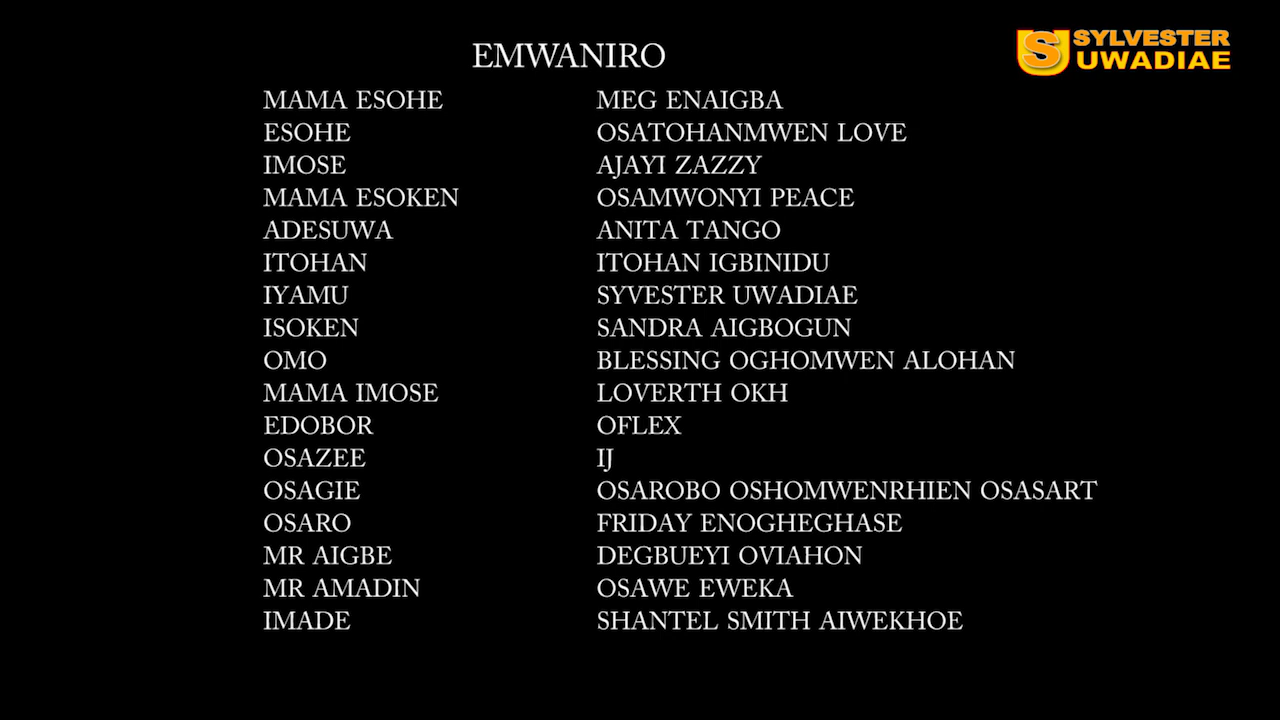 EMWANIRO
SYLVESTER
UWADIAE
MAMA ESOHE MEG ENAIGBA
ESOHE OSATOHANMWEN LOVE
IMOSE AJAYI ZAZZY
MAMA ESOKEN OSAMWONYI PEACE
ADESUWA ANITA TANGO
ITOHAN ITOHAN IGBINIDU
IYAMU SYVESTER UWADIAE
ISOKEN SANDRA AIGBOGUN
OMO BLESSING OGHOMWEN ALOHAN
MAMA IMOSE LOVERTH OKH
EDOBOR OFLEX
OSAZEE IJ
OSAGIE OSAROBO OSHOMWENRHIEN OSASART
OSARO FRIDAY ENOGHEGHASE
MR AIGBE DEGBUEYI OVIAHON
MR AMADIN OSAWE EWEKA
IMADE SHANTEL SMITH AIWEKHOE